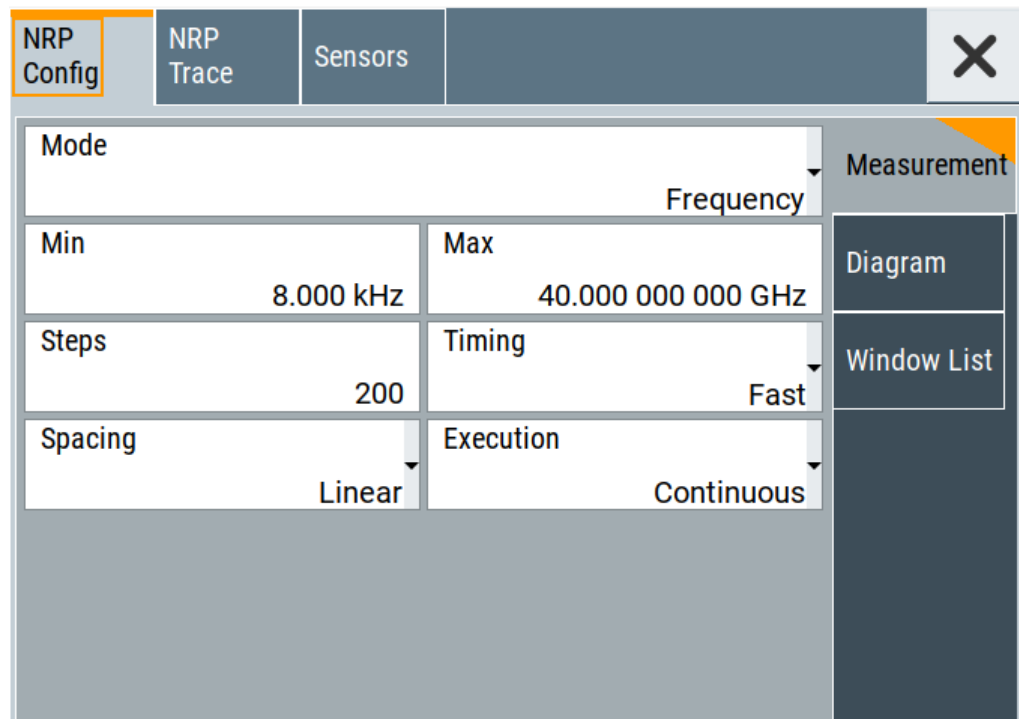 NRP
Config
NRP
Trace
Sensors
Mode
Frequency
Measurement
Min
8.000 kHz
Max
40.000 000 000 GHz
Diagram
Steps
200
Timing
Fast
Window List
Spacing
Linear
Execution
Continuous